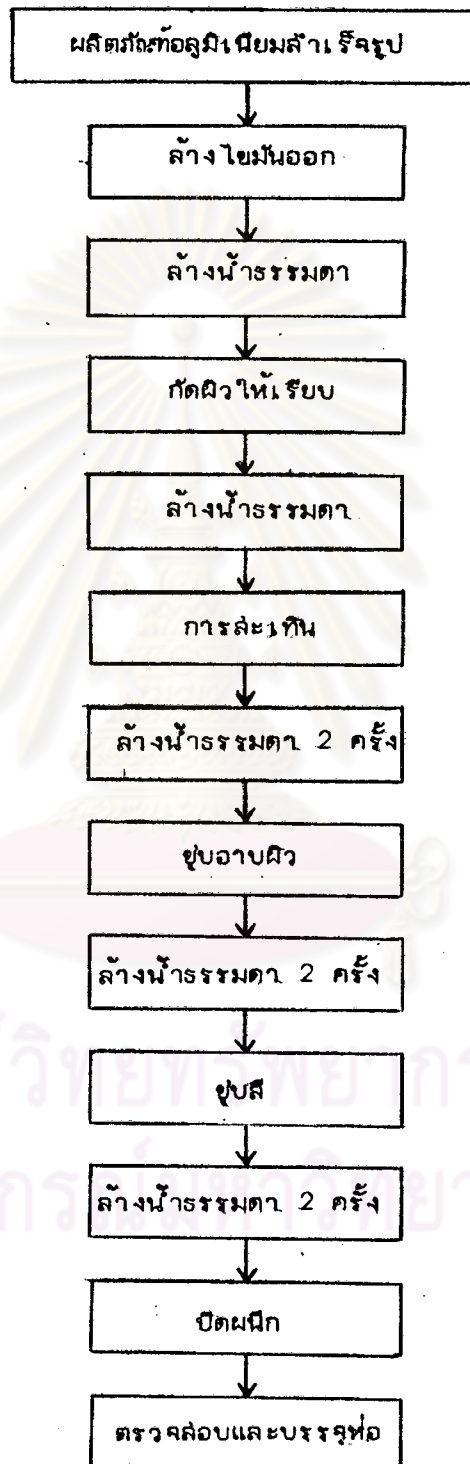 ผลิตภัณฑ์อลูมิเนียมสำเร็จรูป
ล้างไขมันออก
ล้างน้ำธรรมดา
กัดผิวให้เรียบ
ล้างน้ำธรรมดา
การสะเทิน
ล้างน้ำธรรมดา 2 ครั้ง
ชุบอาบผิว
ล้างน้ำธรรมดา 2 ครั้ง
ชุบสี
ล้างน้ำธรรมดา 2 ครั้ง
ปิดผนึก
ตรวจสอบและบรรจุห่อ